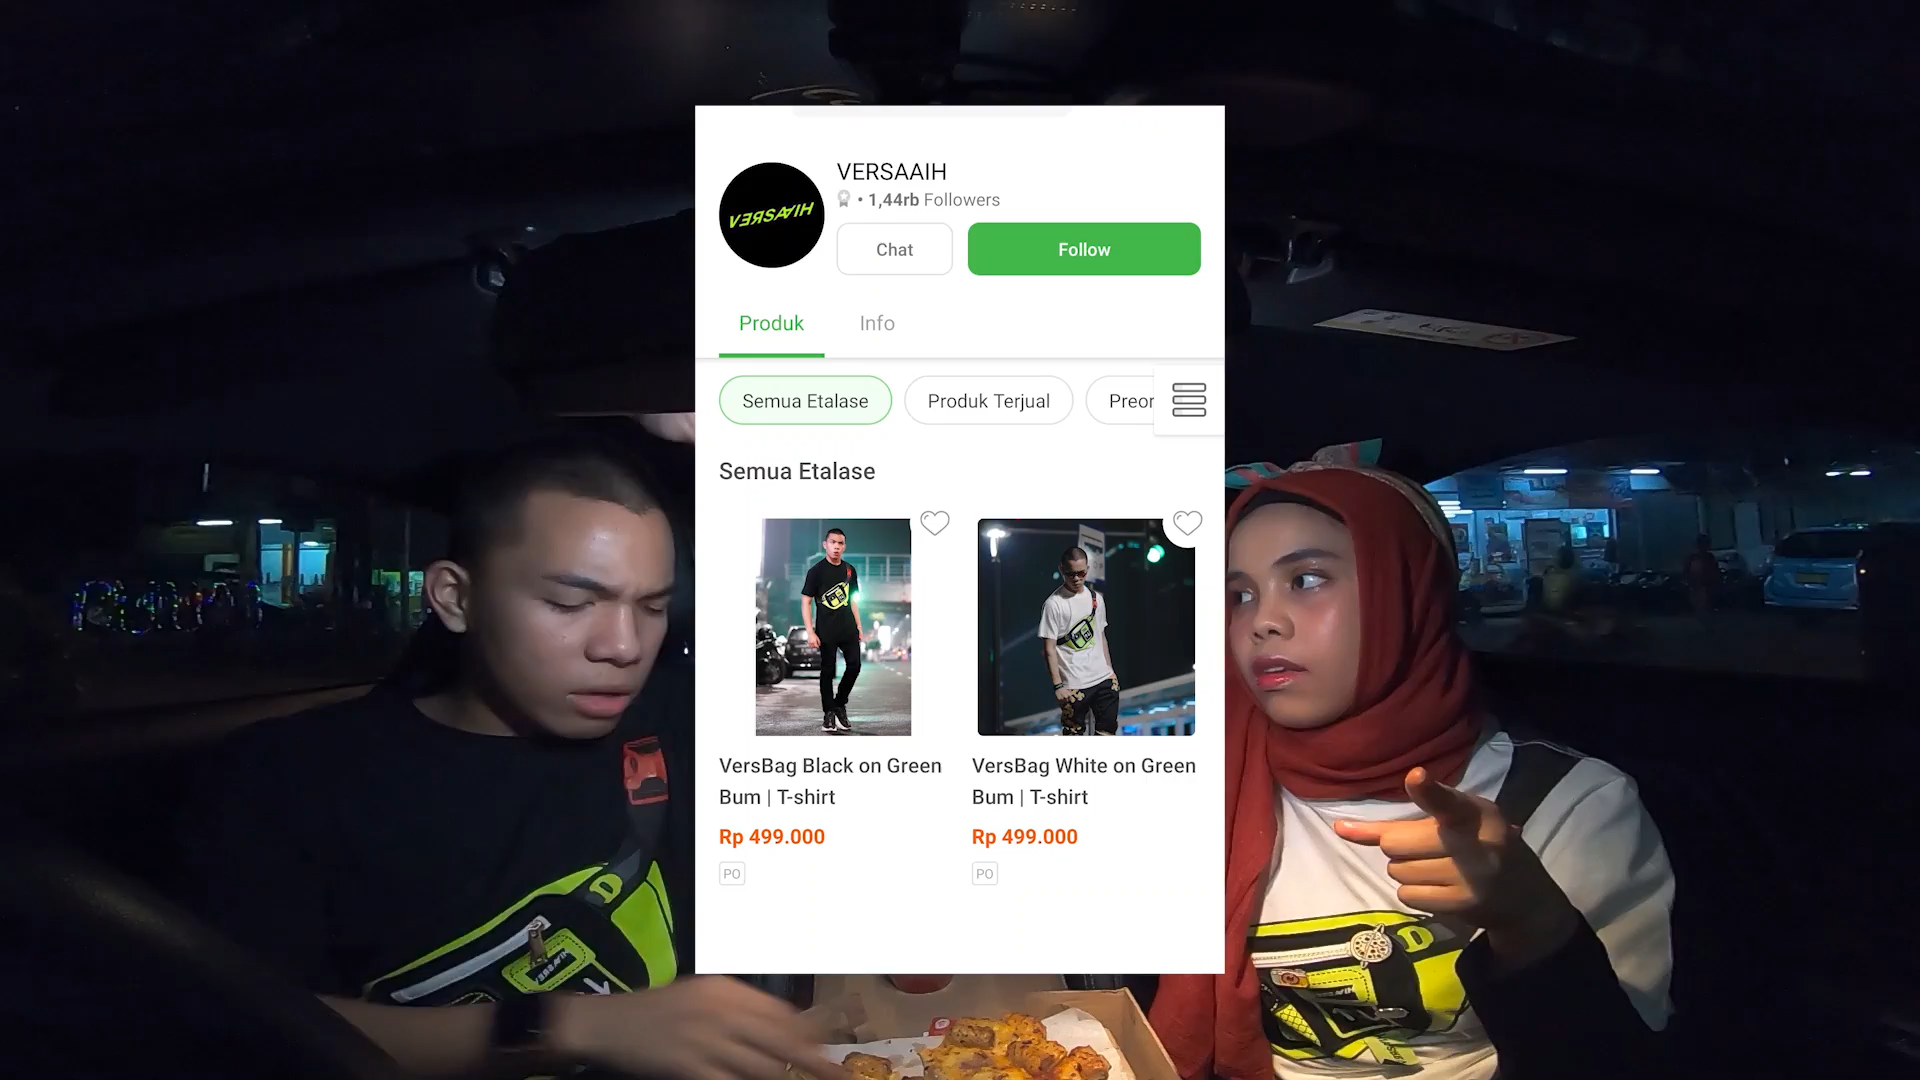 VERSAAIH
1,44rb Followers
VERSAAIH
Chat
Follow
Produk
Info
Semua Etalase
Produk Terjual
Preor
Semua Etalase
VersBag Black on Green
Bum | T-shirt
Rp 499.000
PO
VersBag White on Green
Bum | T-shirt
Rp 499.000
PO